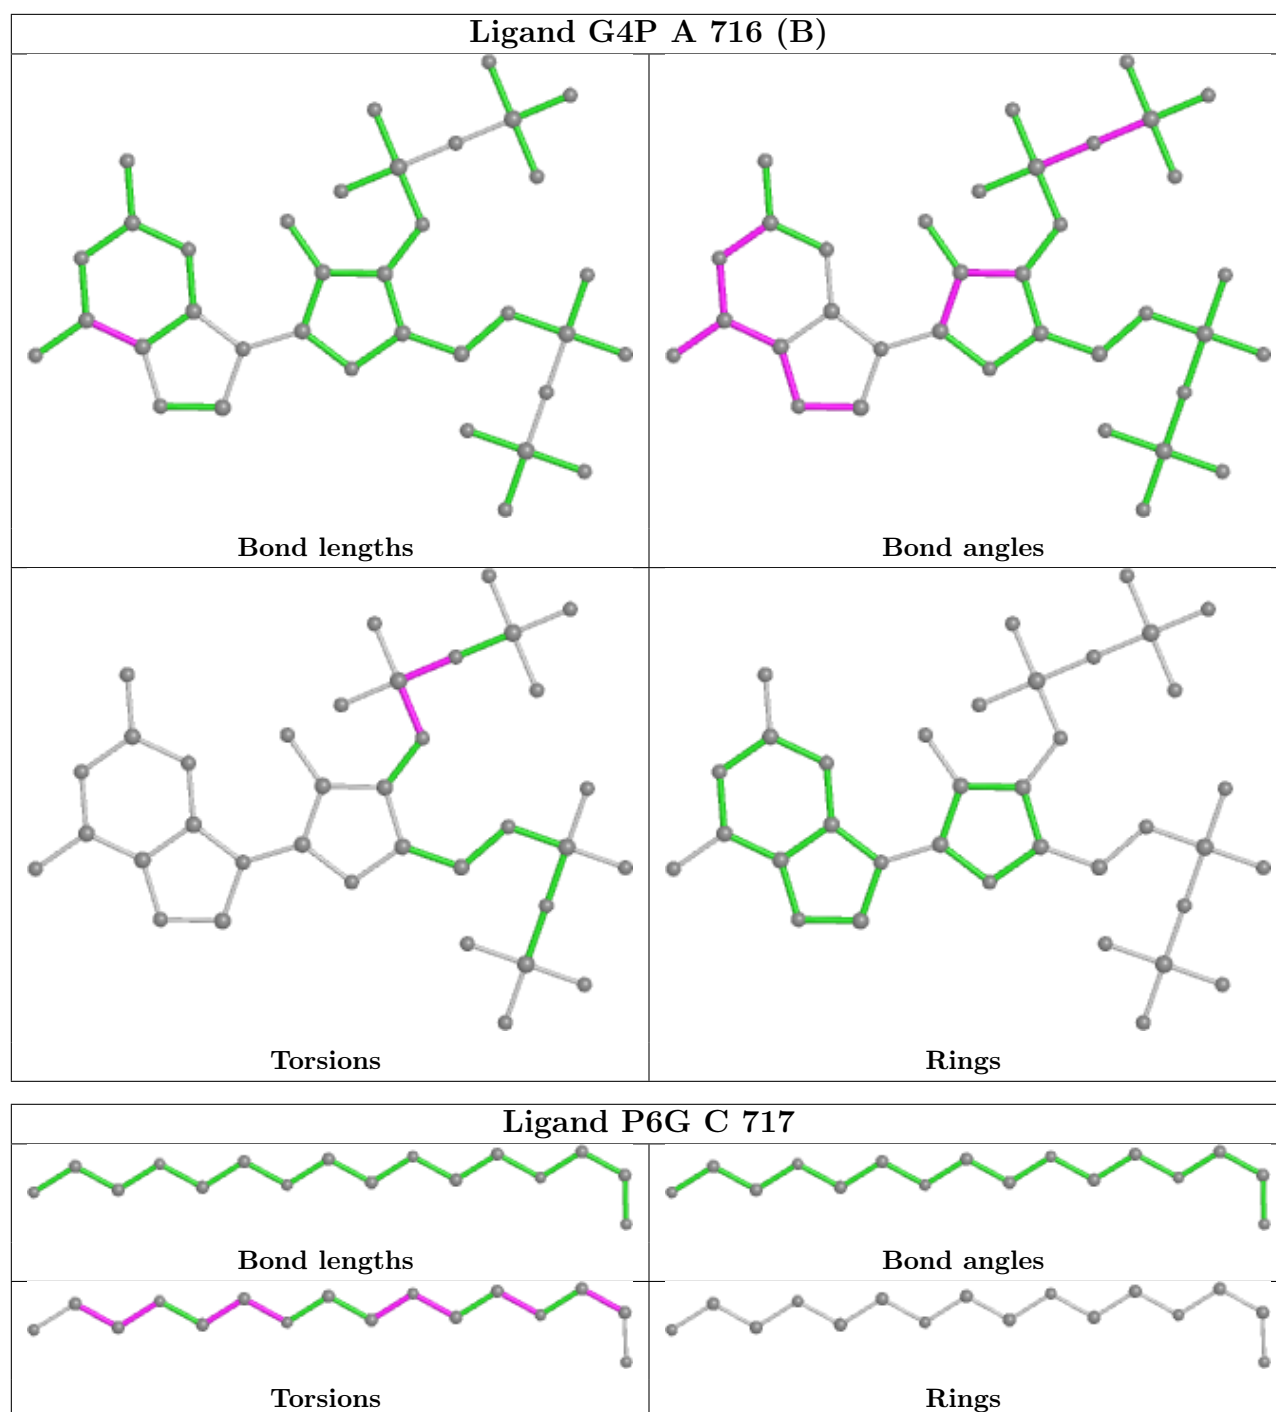 Ligand G4P A 716 (B)
Bond lengths
Bond angles
Torsions
Rings
Ligand P6G C 717
Bond lengths
Bond angles
Torsions
Rings